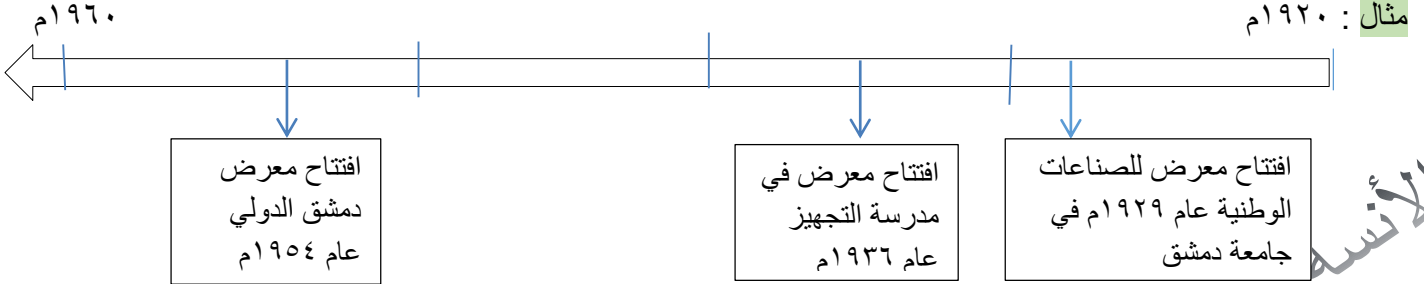 مثال : ١٩٢٠م
١٩٦٠م
افتتاح معرض للصناعات
الوطنية عام ١٩٢٩م في
جامعة دمشق
افتتاح معرض في
مدرسة التجهيز
عام ١٩٣٦م
افتتاح معرض
دمشق الدولي
عام ١٩٥٤م
الأنسة